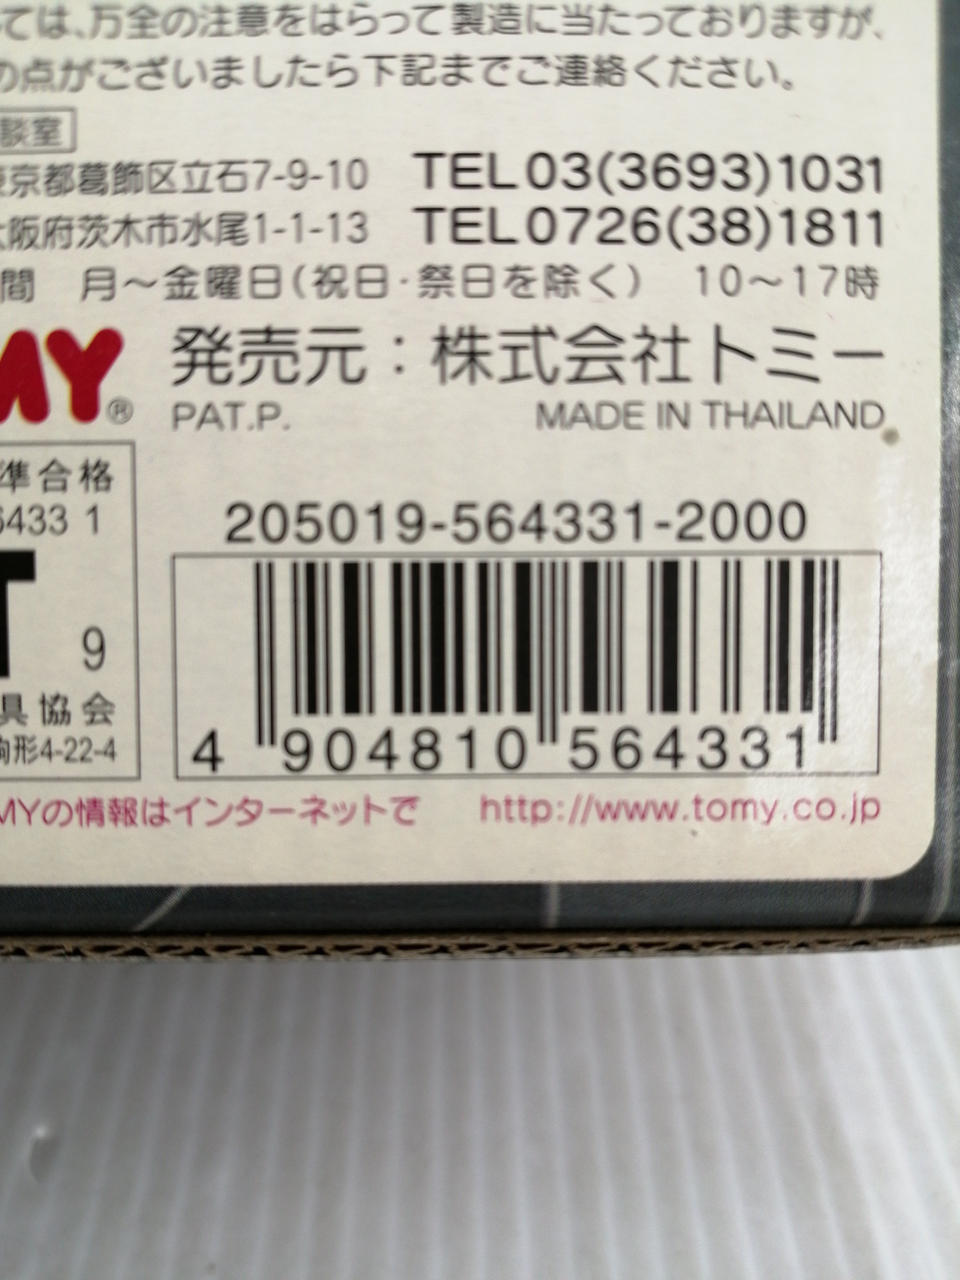 ては、万全の注意をはらって製造に当たっておりますが、
の点がございましたら下記までご連絡ください。
談室
東京都葛飾区立石7-9-10 TEL03(3693)1031
大阪府茨木市水尾1-1-13 TEL0726(38)1811
間 月～金曜日(祝日・祭日を除く) 10～17時
MY® 発売元：株式会社トミー
PAT.P. MADE IN THAILAND
準合格
6433 1
T 9
具協会
駒形4-22-4
205019-564331-2000
4 904810 564331
MYの情報はインターネットで http://www.tomy.co.jp